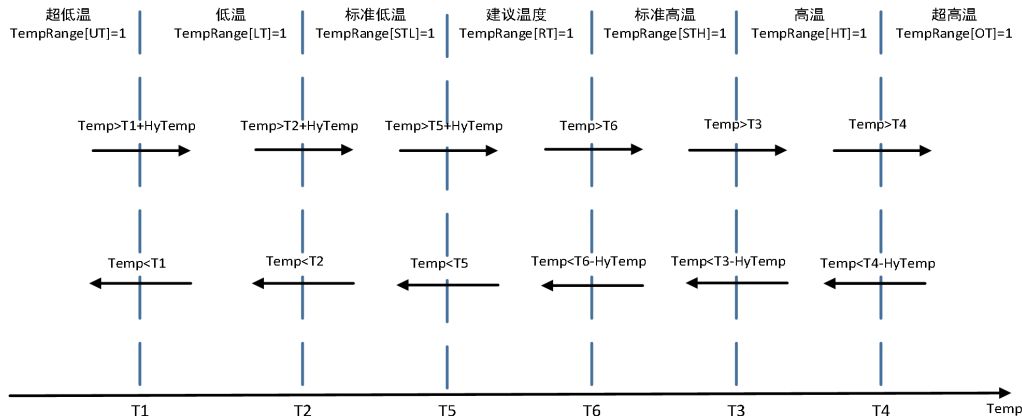 超低温
TempRange[UT]=1
低温
TempRange[LT]=1
标准低温
TempRange[STL]=1
建议温度
TempRange[RT]=1
标准高温
TempRange[STH]=1
高温
TempRange[HT]=1
超高温
TempRange[OT]=1
Temp>T1+HyTemp
Temp>T2+HyTemp
Temp>T5+HyTemp
Temp>T6
Temp>T3
Temp>T4
Temp<T1
Temp<T2
Temp<T5
Temp<T6-HyTemp
Temp<T3-HyTemp
Temp<T4-HyTemp
T1
T2
T5
T6
T3
T4
Temp